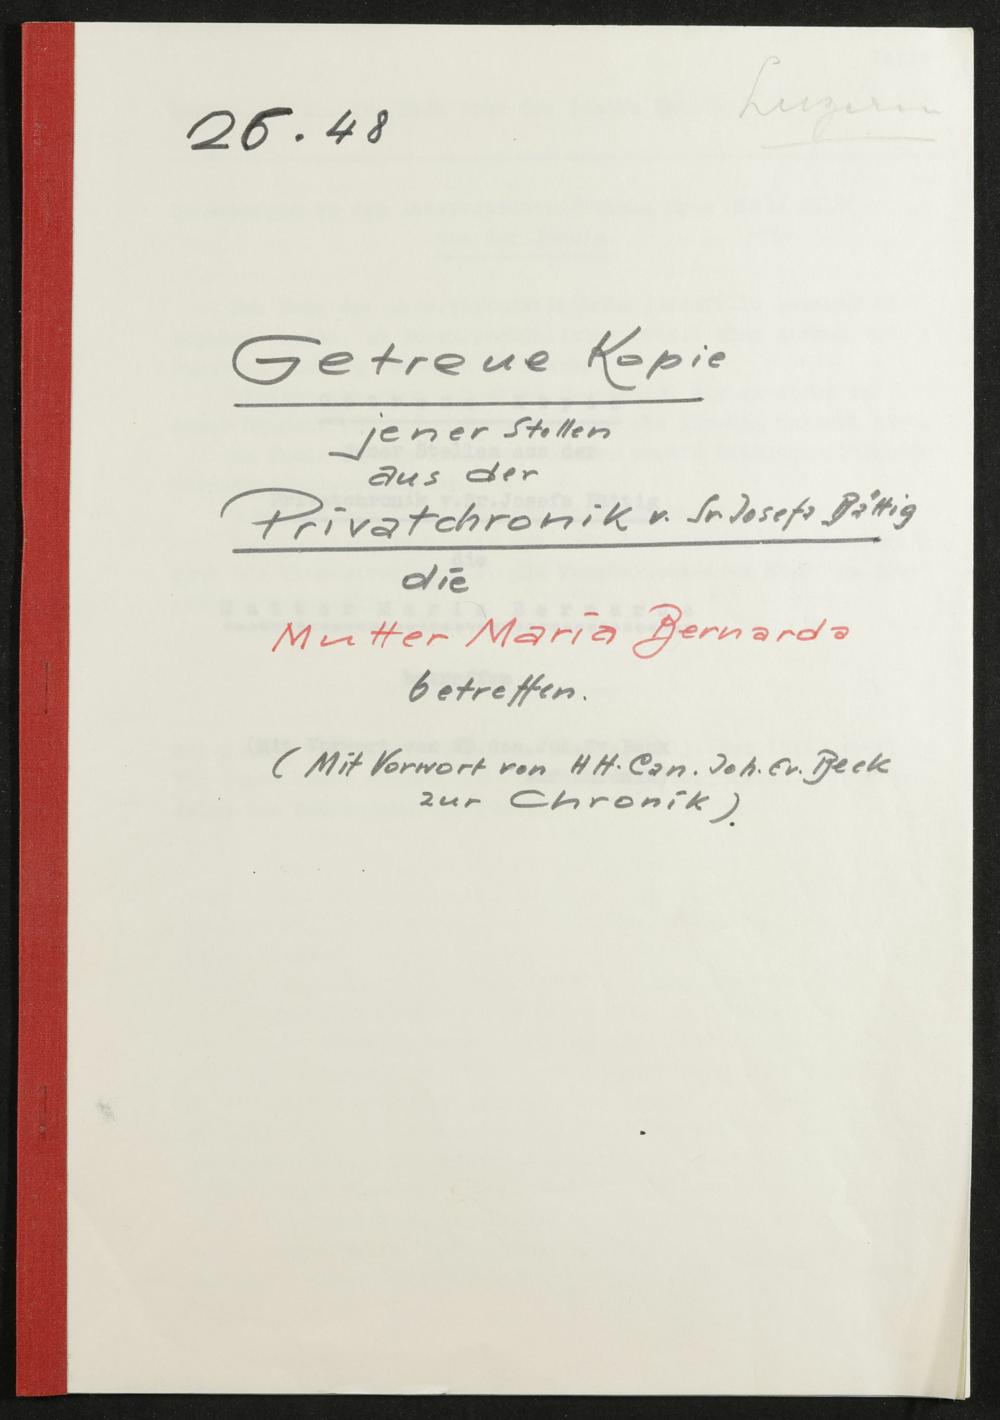 Luzern
26.48
Getreue Kopie
jener Stellen
aus der
Privatchronik v. Sr. Josefa Bättig
die
Mutter Maria Bernarda
betreffen.
(Mit Vorwort von HH. Can. Joh. Ev. Beck
zur Chronik).